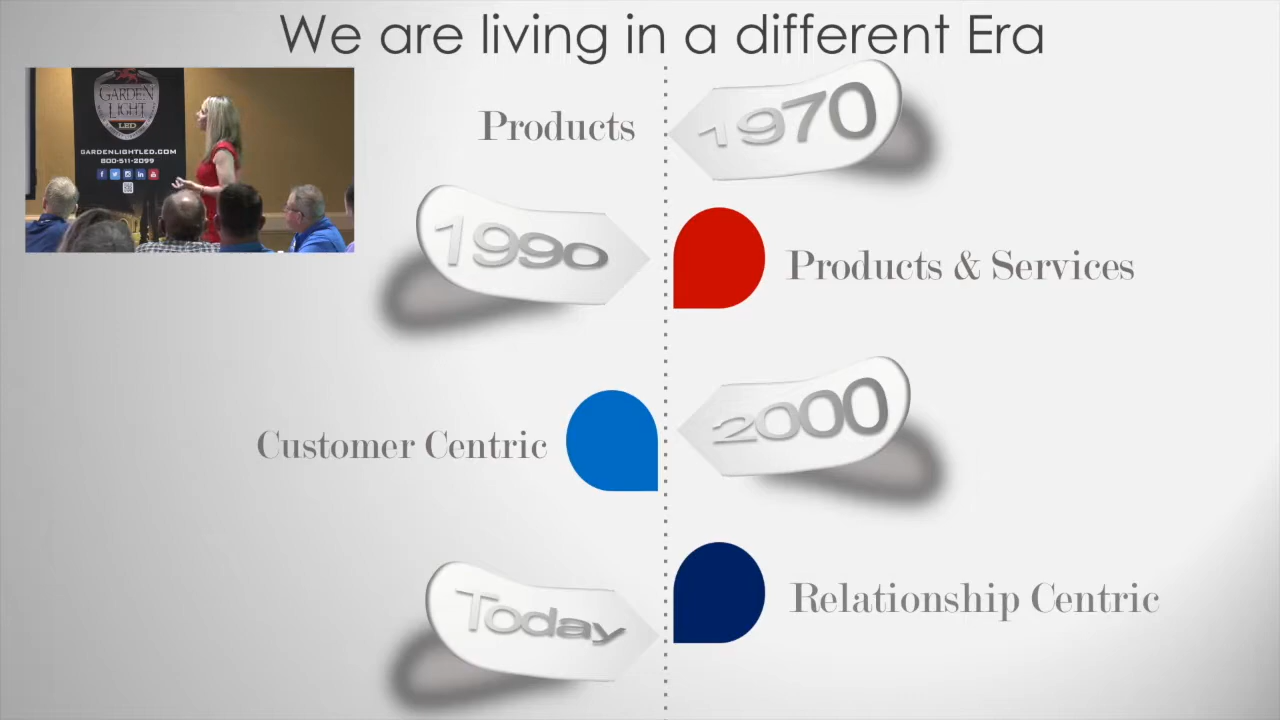 We are living in a different Era
GARDEN
LIGHT
LED
GARDENLIGHTLED.COM
800-511-2099
Products
1970
1990
Products & Services
Customer Centric
2000
Today
Relationship Centric